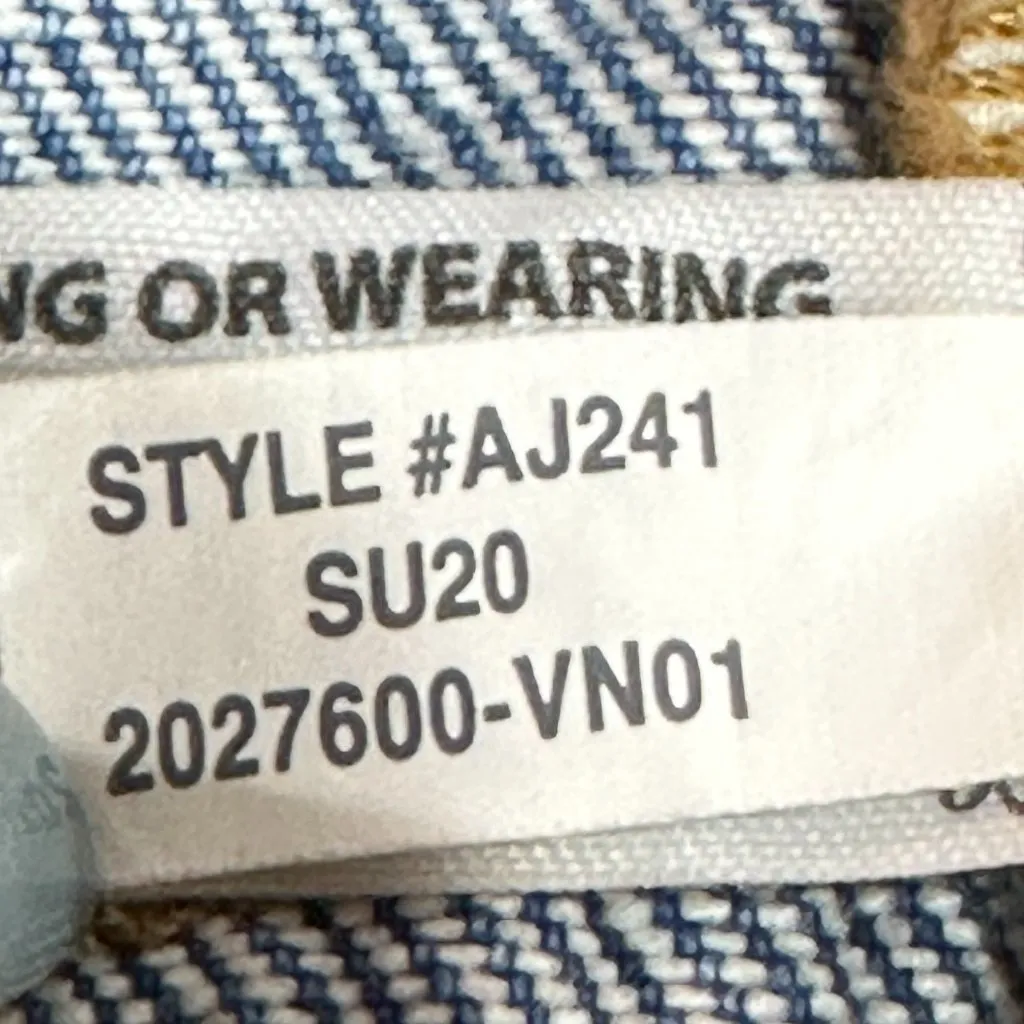 NG OR WEARING
STYLE #AJ241
SU20
2027600-VN01